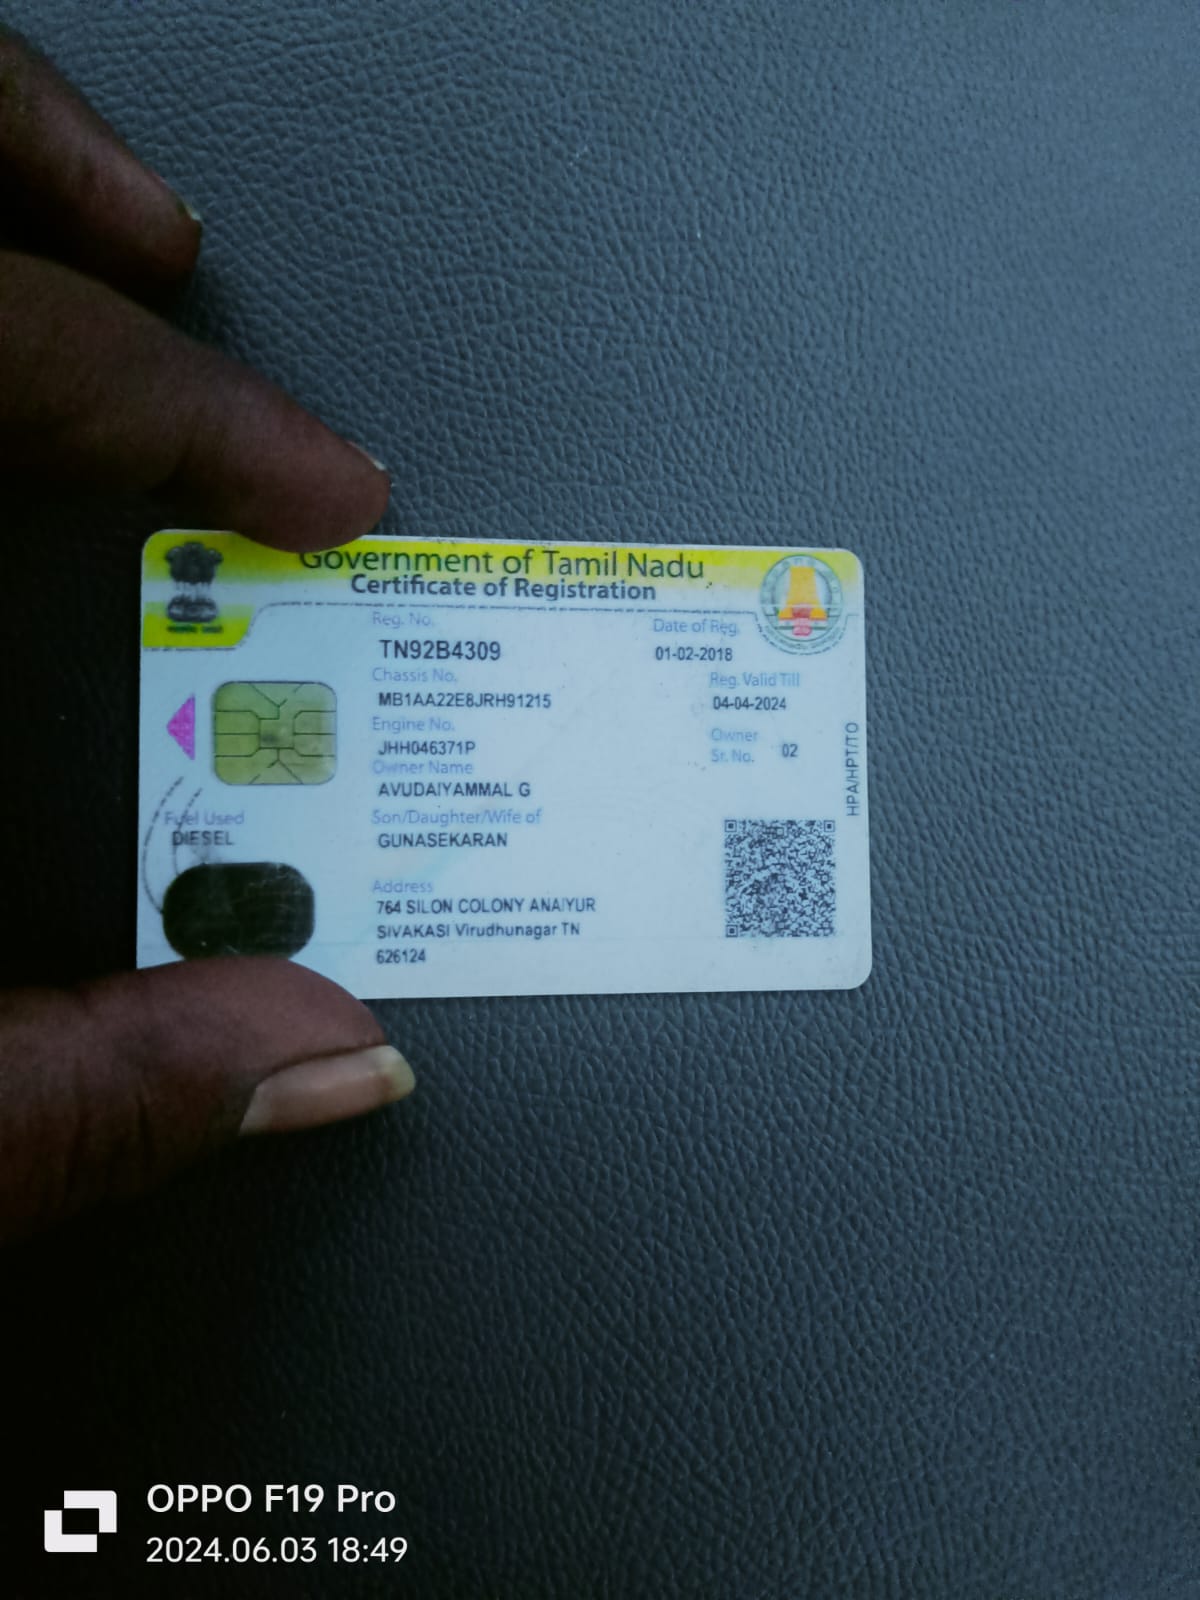 Government of Tamil Nadu
Certificate of Registration
Reg. No.
Date of Reg.
TN92B4309
01-02-2018
Chassis No.
Reg. Valid Till
MB1AA22E8JRH91215
04-04-2024
Engine No.
Owner
JHH046371P
Sr. No. 02
Owner Name
AVUDAIYAMMAL G
Fuel Used
Son/Daughter/Wife of
DIESEL
GUNASEKARAN
HPA/HPT/TO
Address
764 SILON COLONY ANAIYUR
SIVAKASI Virudhunagar TN
626124
OPPO F19 Pro
2024.06.03 18:49